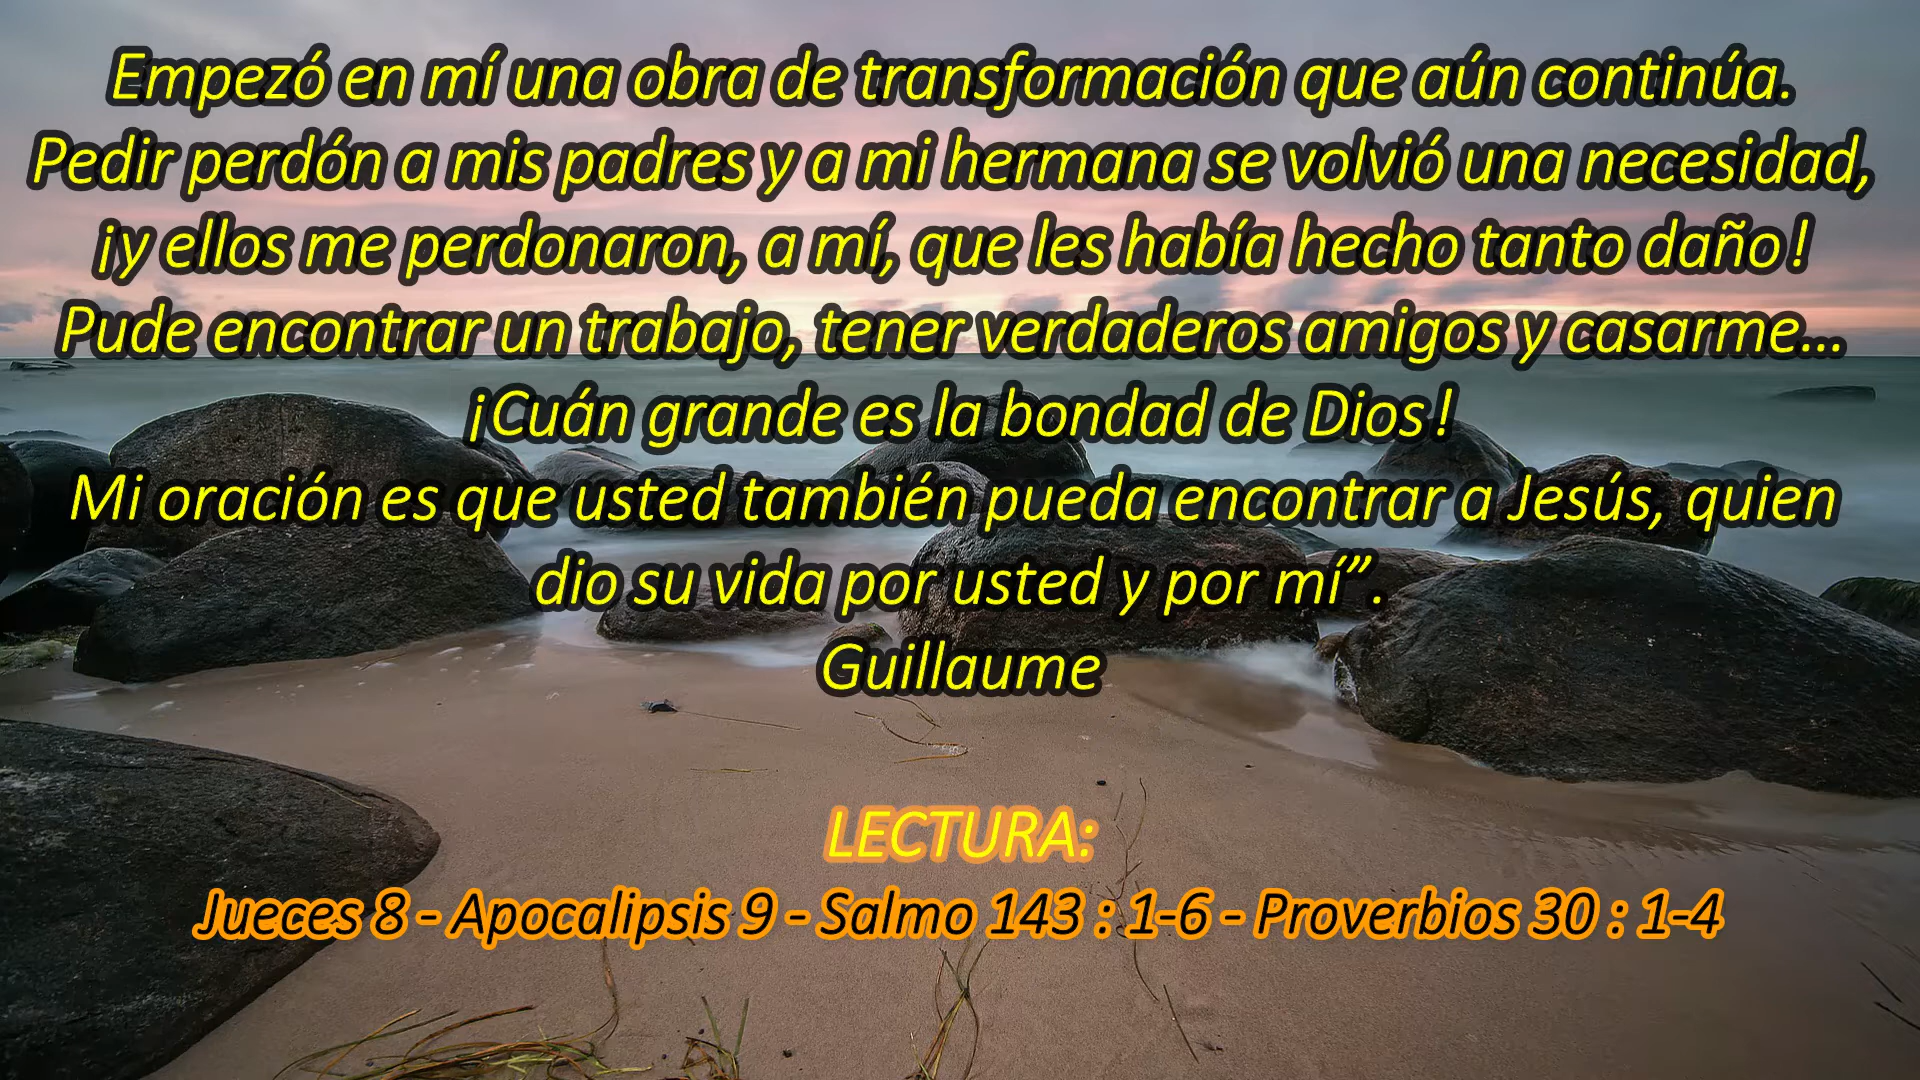 Empezó en mí una obra de transformación que aún continúa.
Pedir perdón a mis padres y a mi hermana se volvió una necesidad,
¡y ellos me perdonaron, a mí, que les había hecho tanto daño!
Pude encontrar un trabajo, tener verdaderos amigos y casarme...
¡Cuán grande es la bondad de Dios!
Mi oración es que usted también pueda encontrar a Jesús, quien
dio su vida por usted y por mí”.
Guillaume
LECTURA:
Jueces 8 - Apocalipsis 9 - Salmo 143 : 1-6 - Proverbios 30 : 1-4